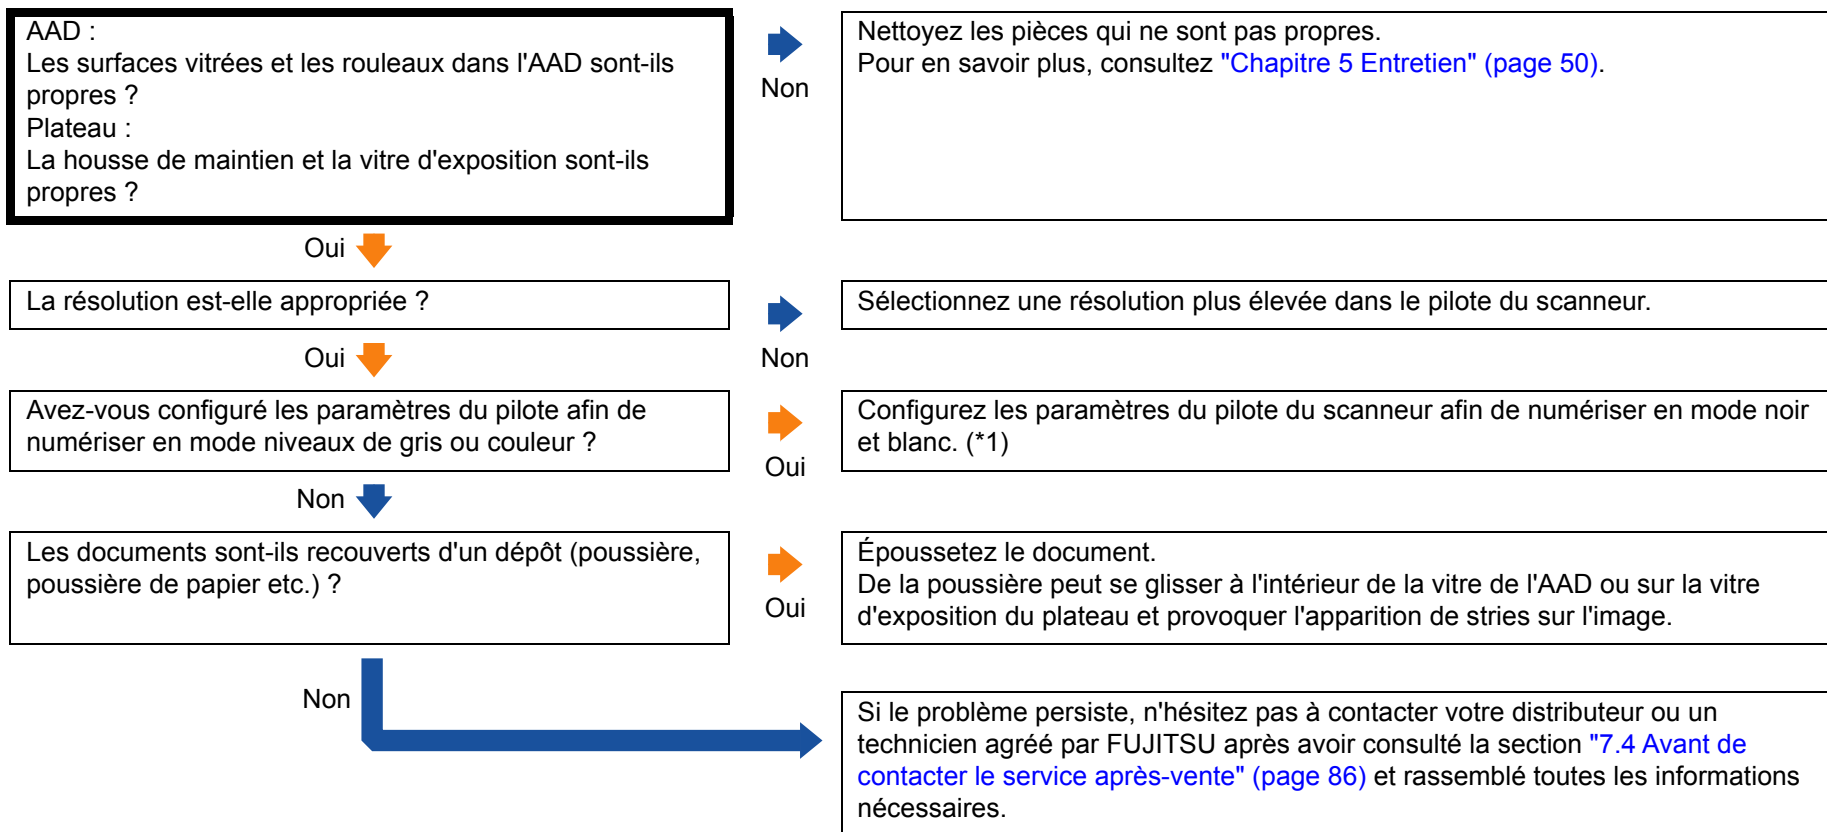 AAD :
Les surfaces vitrées et les rouleaux dans l'AAD sont-ils
propres ?
Plateau :
La housse de maintien et la vitre d'exposition sont-ils
propres ?
Non
Nettoyez les pièces qui ne sont pas propres.
Pour en savoir plus, consultez "Chapitre 5 Entretien" (page 50).
Oui
La résolution est-elle appropriée ?
Non
Sélectionnez une résolution plus élevée dans le pilote du scanneur.
Oui
Avez-vous configuré les paramètres du pilote afin de
numériser en mode niveaux de gris ou couleur ?
Oui
Configurez les paramètres du pilote du scanneur afin de numériser en mode noir
et blanc. (*1)
Non
Les documents sont-ils recouverts d'un dépôt (poussière,
poussière de papier etc.) ?
Oui
Époussetez le document.
De la poussière peut se glisser à l'intérieur de la vitre de l'AAD ou sur la vitre
d'exposition du plateau et provoquer l'apparition de stries sur l'image.
Non
Si le problème persiste, n'hésitez pas à contacter votre distributeur ou un
technicien agréé par FUJITSU après avoir consulté la section "7.4 Avant de
contacter le service après-vente" (page 86) et rassemblé toutes les informations
nécessaires.